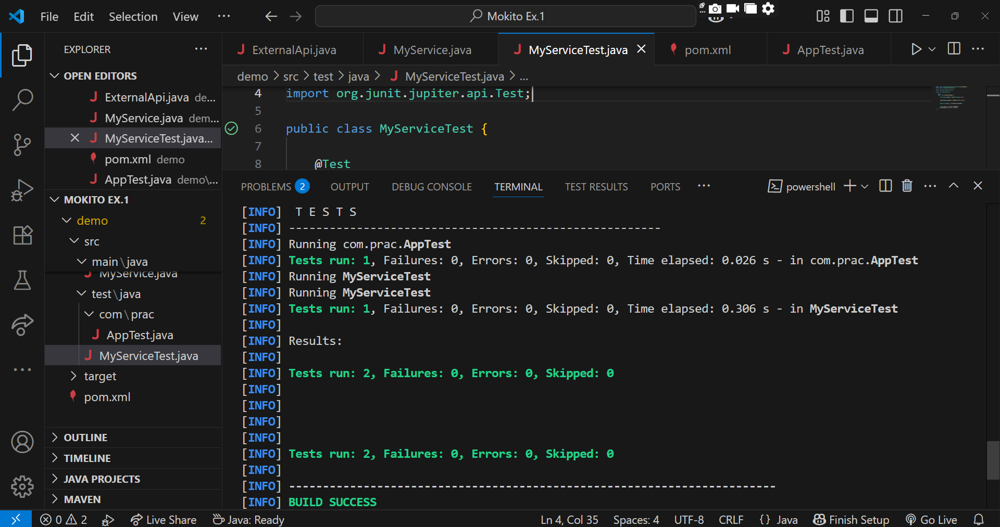 File Edit Selection View ···
Mokito Ex.1
EXPLORER ···
OPEN EDITORS
ExternalApi.java de...
MyService.java dem...
MyServiceTest.java...
pom.xml demo
AppTest.java demo\...
MOKITO EX.1
demo 2
src
main\java
MyService.java
test\java
com\prac
AppTest.java
MyServiceTest.java
target
pom.xml
OUTLINE
TIMELINE
JAVA PROJECTS
MAVEN
ExternalApi.java MyService.java MyServiceTest.java pom.xml AppTest.java
demo > src > test > java > MyServiceTest.java > ...
4 import org.junit.jupiter.api.Test;
5
6 public class MyServiceTest {
7
8 @Test
PROBLEMS 2 OUTPUT DEBUG CONSOLE TERMINAL TEST RESULTS PORTS ··· powershell
[INFO] T E S T S
[INFO] -------------------------------------------------------
[INFO] Running com.prac.AppTest
[INFO] Tests run: 1, Failures: 0, Errors: 0, Skipped: 0, Time elapsed: 0.026 s - in com.prac.AppTest
[INFO] Running MyServiceTest
[INFO] Running MyServiceTest
[INFO] Tests run: 1, Failures: 0, Errors: 0, Skipped: 0, Time elapsed: 0.306 s - in MyServiceTest
[INFO]
[INFO] Results:
[INFO]
[INFO] Tests run: 2, Failures: 0, Errors: 0, Skipped: 0
[INFO]
[INFO]
[INFO]
[INFO]
[INFO] Tests run: 2, Failures: 0, Errors: 0, Skipped: 0
[INFO]
[INFO] ------------------------------------------------------------------------
[INFO] BUILD SUCCESS
0 2 Live Share Java: Ready Ln 4, Col 35 Spaces: 4 UTF-8 CRLF {} Java Finish Setup Go Live